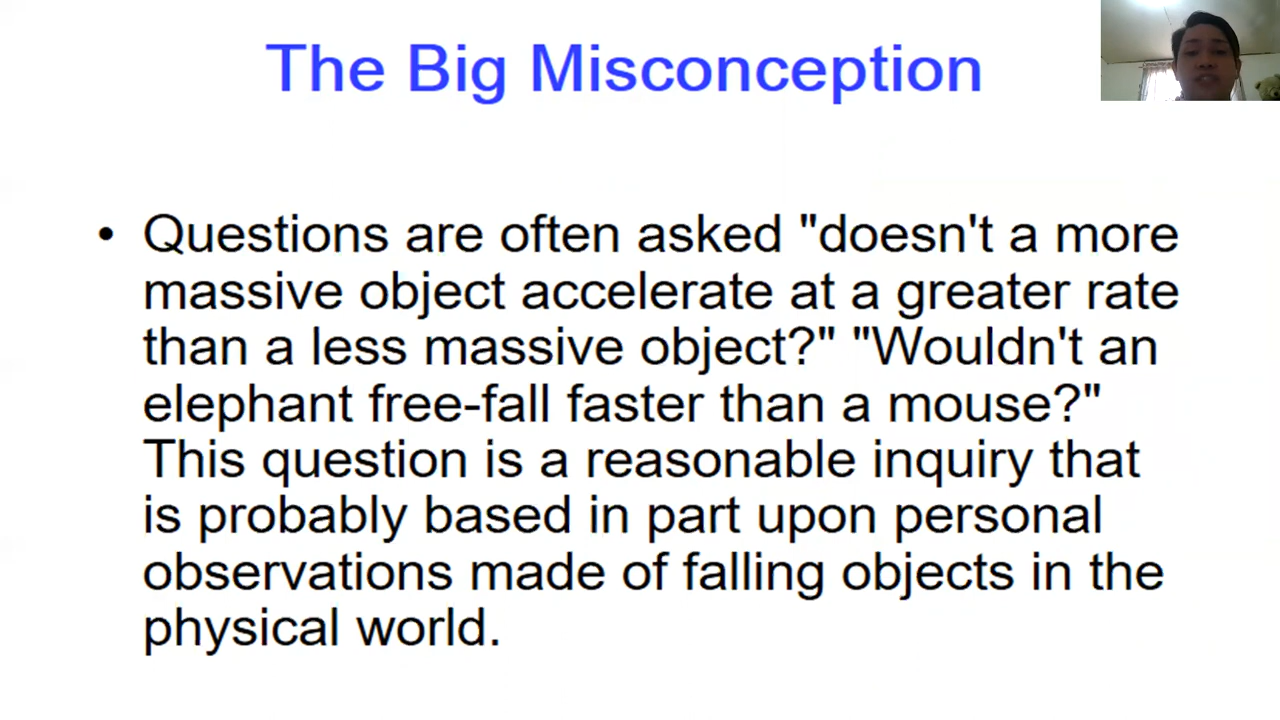 The Big Misconception
• Questions are often asked "doesn't a more
massive object accelerate at a greater rate
than a less massive object?" "Wouldn't an
elephant free-fall faster than a mouse?"
This question is a reasonable inquiry that
is probably based in part upon personal
observations made of falling objects in the
physical world.